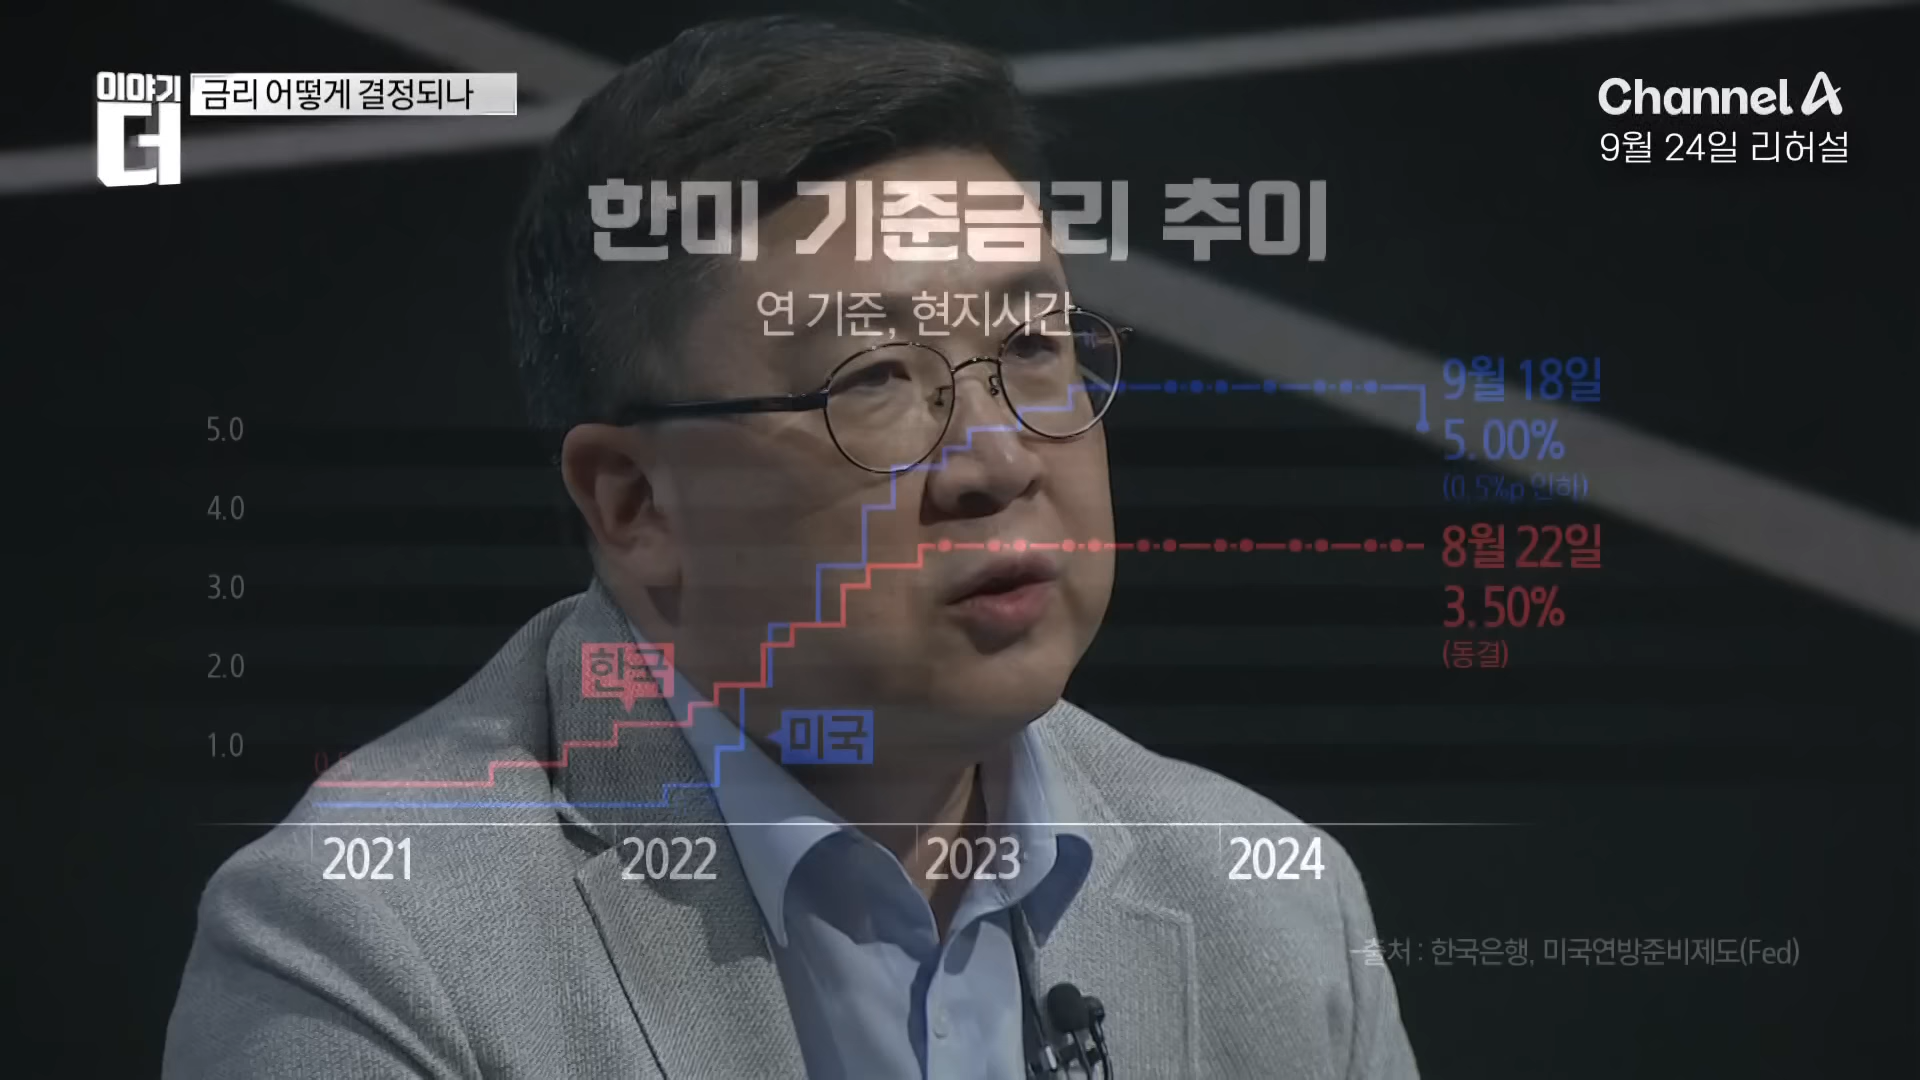 이야기 더
금리 어떻게 결정되나
Channel A
9월 24일 리허설
한미 기준금리 추이
연 기준, 현지시간
9월 18일
5.00%
(0.5%p 인하)
8월 22일
3.50%
(동결)
5.0
4.0
3.0
2.0
1.0
한국
미국
2021
2022
2023
2024
출처 : 한국은행, 미국연방준비제도(Fed)